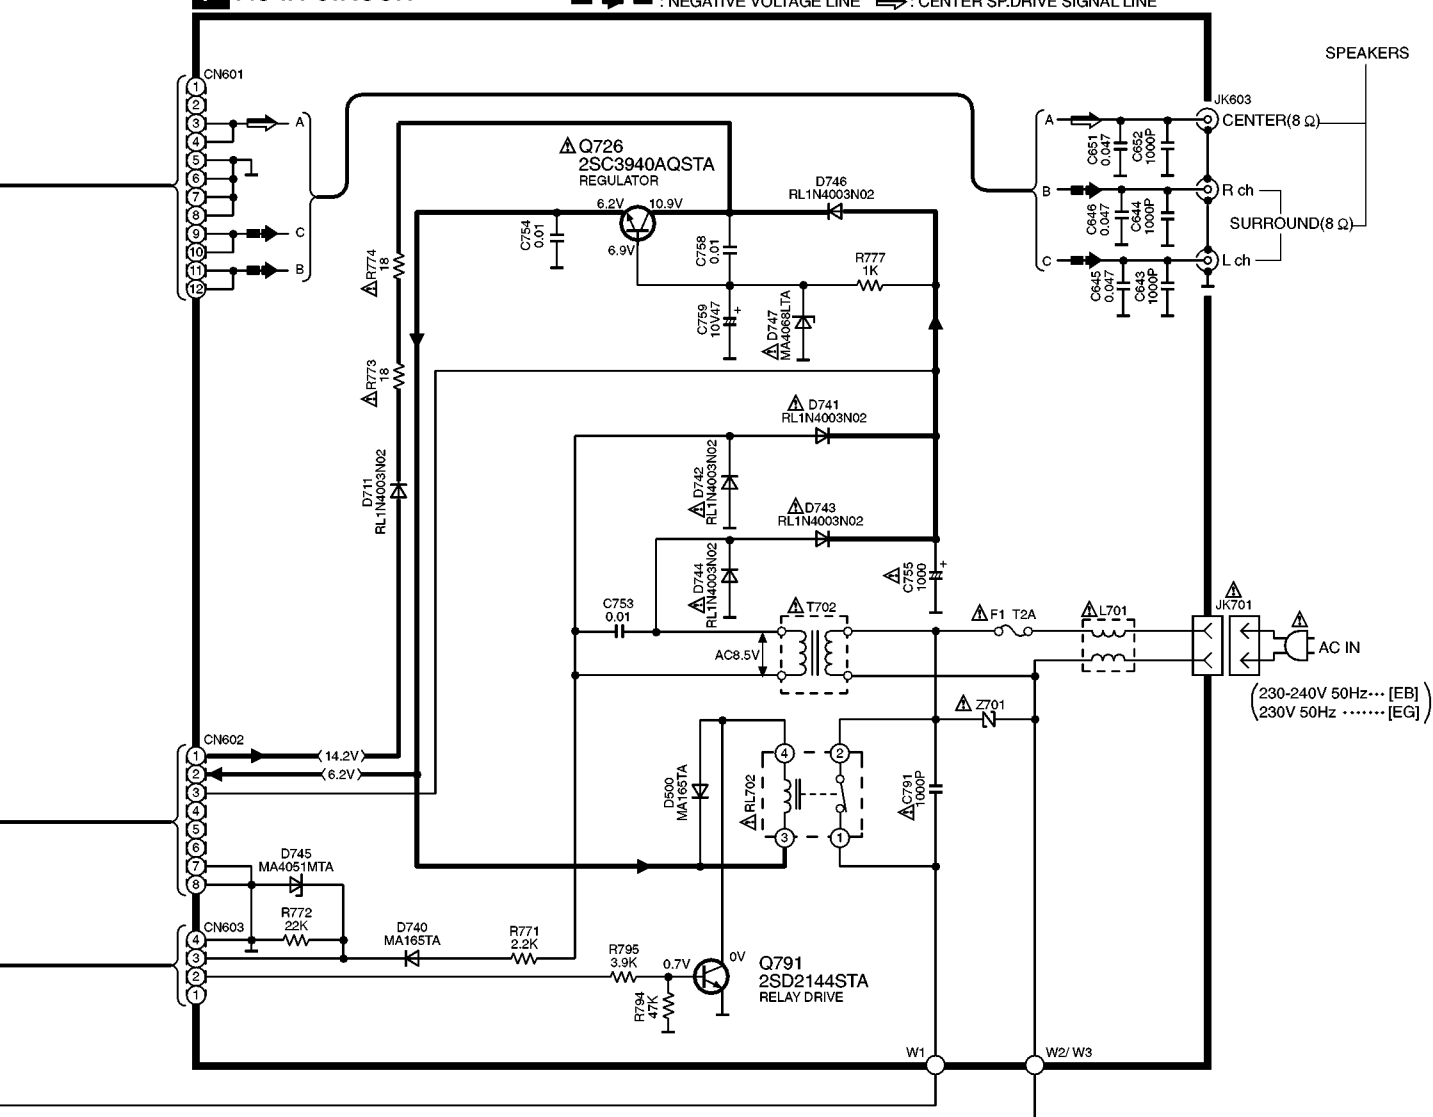 : NEGATIVE VOLTAGE LINE : CENTER SP.DRIVE SIGNAL LINE
SPEAKERS
CN601
1
2
3
4
5
6
7
8
9
10
11
12
A
C
B
A
B
C
JK603
CENTER(8 Ω)
R ch
SURROUND(8 Ω)
L ch
C651
0.047
C652
1000P
C646
0.047
C644
1000P
C645
0.047
C643
1000P
Q726
2SC3940AQSTA
REGULATOR
6.2V
10.9V
6.9V
D746
RL1N4003N02
C754
0.01
C758
0.01
R777
1K
R774
18
C759
10V47
+
D747
MA4068LTA
R773
18
D741
RL1N4003N02
D742
RL1N4003N02
D711
RL1N4003N02
D743
RL1N4003N02
D744
RL1N4003N02
C755
1000
+
C753
0.01
T702
AC8.5V
F1 T2A
L701
JK701
AC IN
(230-240V 50Hz··· [EB]
230V 50Hz ······· [EG])
Z701
CN602
1
2
3
4
5
6
7
8
(14.2V)
(6.2V)
D500
MA165TA
RL702
4
2
3
1
C791
1000P
D745
MA4051MTA
R772
22K
CN603
4
3
2
1
D740
MA165TA
R771
2.2K
R795
3.9K
0.7V
0V
R794
47K
Q791
2SD2144STA
RELAY DRIVE
W1
W2/ W3